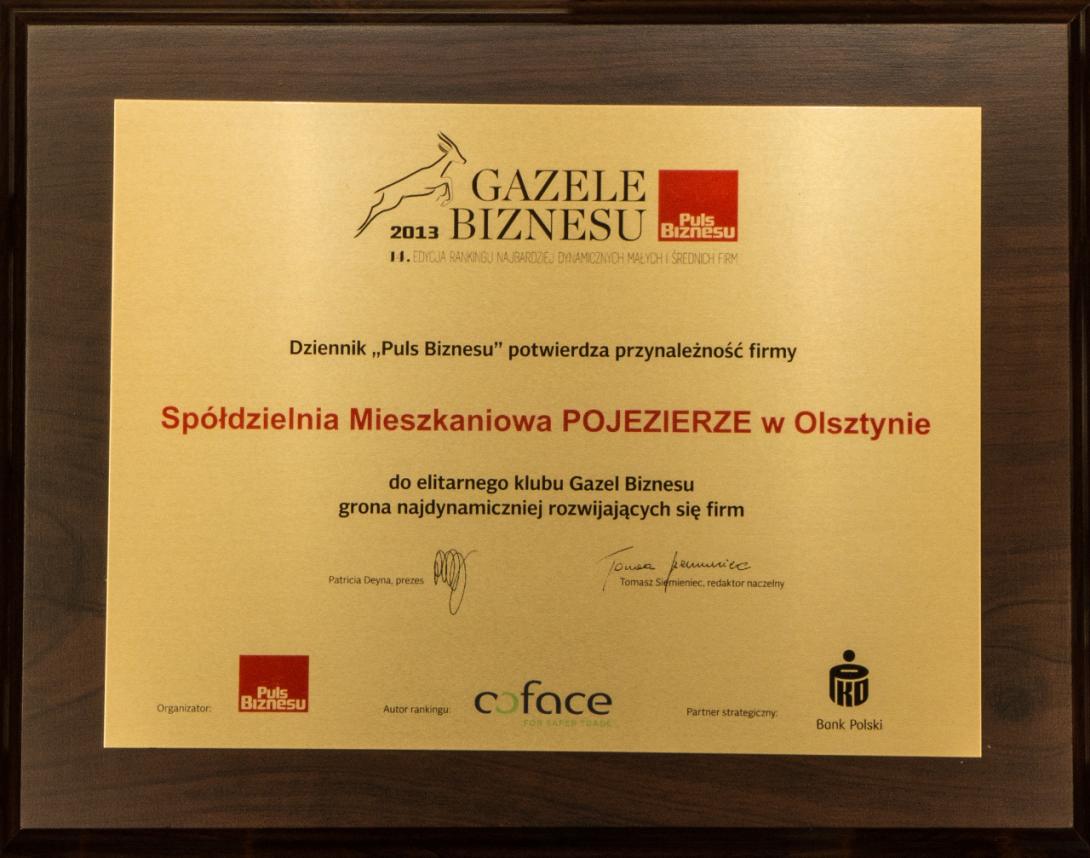 GAZELE
2013 BIZNESU
Puls
Biznesu
14. EDYCJA RANKINGU NAJBARDZIEJ DYNAMICZNYCH MAŁYCH I ŚREDNICH FIRM
Dziennik „Puls Biznesu” potwierdza przynależność firmy
Spółdzielnia Mieszkaniowa POJEZIERZE w Olsztynie
do elitarnego klubu Gazel Biznesu
grona najdynamiczniej rozwijających się firm
Patricia Deyna, prezes
Tomasz Siemieniec, redaktor naczelny
Organizator:
Puls
Biznesu
Autor rankingu:
coface
FOR SAFER TRADE
Partner strategiczny:
PKO
Bank Polski